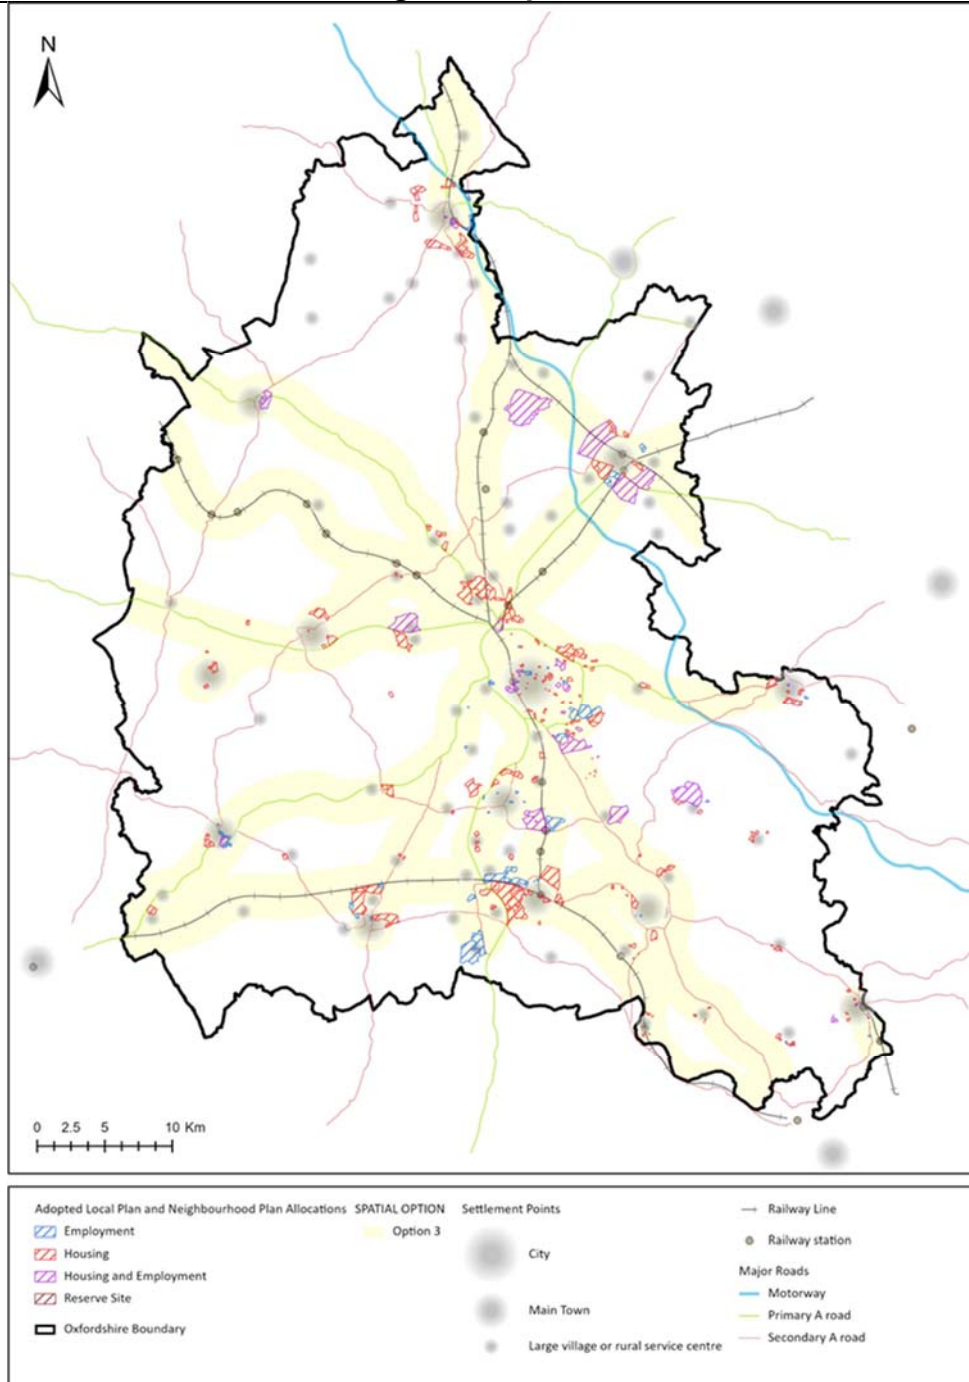 N
0 2.5 5 10 Km
Adopted Local Plan and Neighbourhood Plan Allocations
Employment
Housing
Housing and Employment
Reserve Site
Oxfordshire Boundary
SPATIAL OPTION
Option 3
Settlement Points
City
Main Town
Large village or rural service centre
Railway Line
Railway station
Major Roads
Motorway
Primary A road
Secondary A road